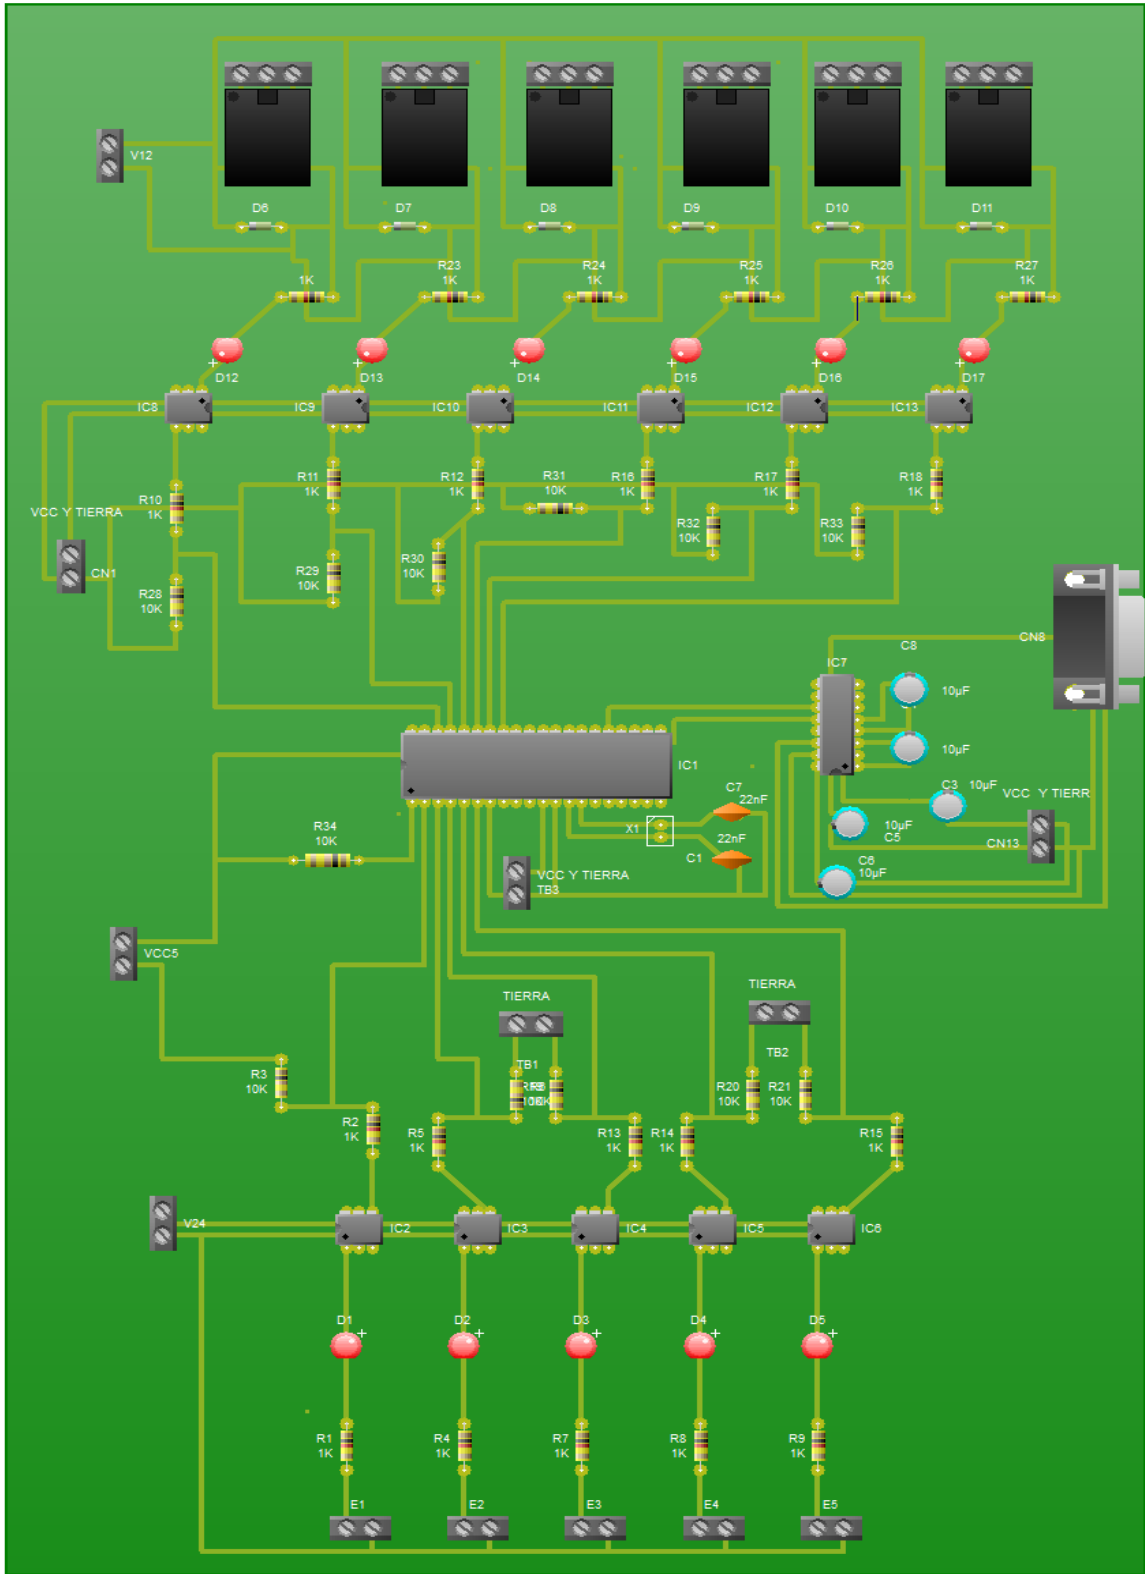 V12
D6
D7
D8
D9
D10
D11
1K
R23
1K
R24
1K
R25
1K
R26
1K
R27
1K
D12
D13
D14
D15
D16
D17
IC8
IC9
IC10
IC11
IC12
IC13
R10
1K
R11
1K
R12
1K
R31
10K
R16
1K
R17
1K
R18
1K
VCC Y TIERRA
CN1
R32
10K
R33
10K
R28
10K
R29
10K
R30
10K
CN8
IC7
C8
10µF
10µF
IC1
C7
22nF
X1
22nF
C1
C3
10µF
10µF
C5
VCC Y TIERR
CN13
C6
10µF
R34
10K
VCC Y TIERRA
TB3
VCC5
TIERRA
TIERRA
TB1
TB2
R3
10K
R20
10K
R21
10K
R2
1K
R5
1K
R13
1K
R14
1K
R15
1K
V24
IC2
IC3
IC4
IC5
IC6
D1
D2
D3
D4
D5
R1
1K
R4
1K
R7
1K
R8
1K
R9
1K
E1
E2
E3
E4
E5